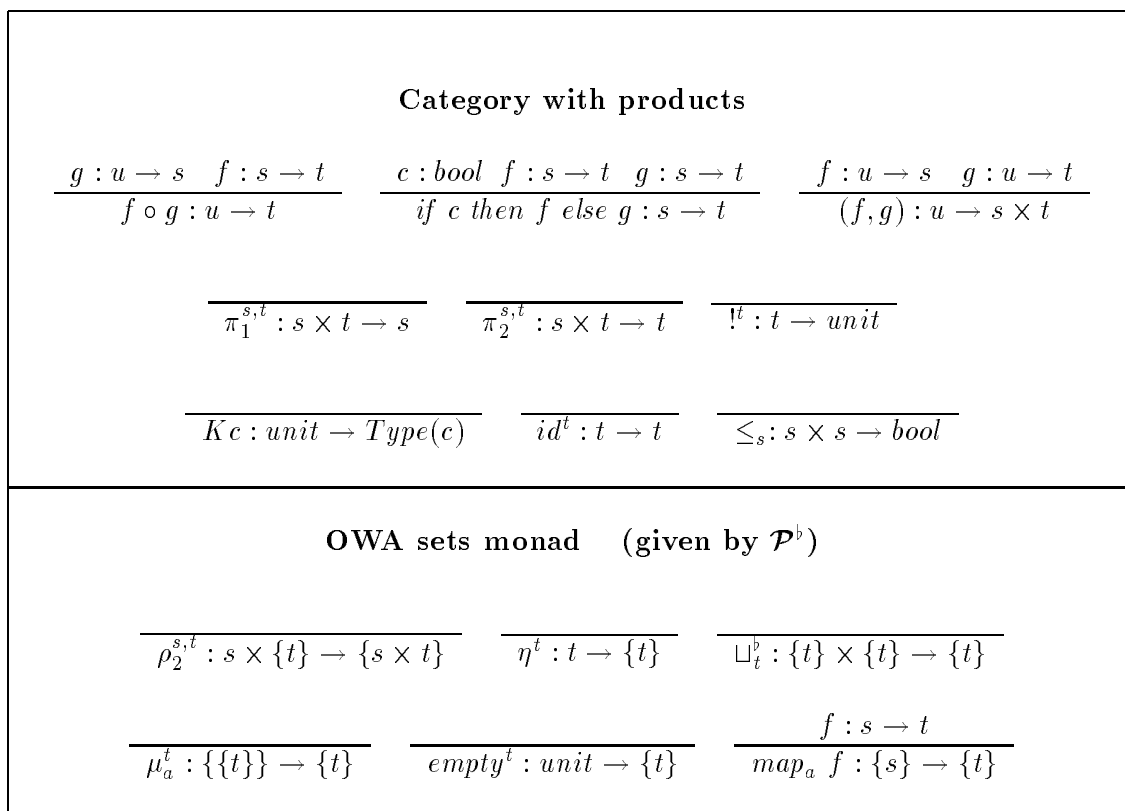 Category with products
g : u → s   f : s → t   c : bool  f : s → t   g : s → t   f : u → s   g : u → t
f ∘ g : u → t   if c then f else g : s → t   (f, g) : u → s × t
π₁^{s,t} : s × t → s   π₂^{s,t} : s × t → t   !^t : t → unit
Kc : unit → Type(c)   id^t : t → t   ≤_s : s × s → bool
OWA sets monad   (given by 𝒫^♭)
ρ₂^{s,t} : s × {t} → {s × t}   η^t : t → {t}   ⊔_t^♭ : {t} × {t} → {t}
f : s → t
μ_a^t : {{t}} → {t}   empty^t : unit → {t}   map_a f : {s} → {t}